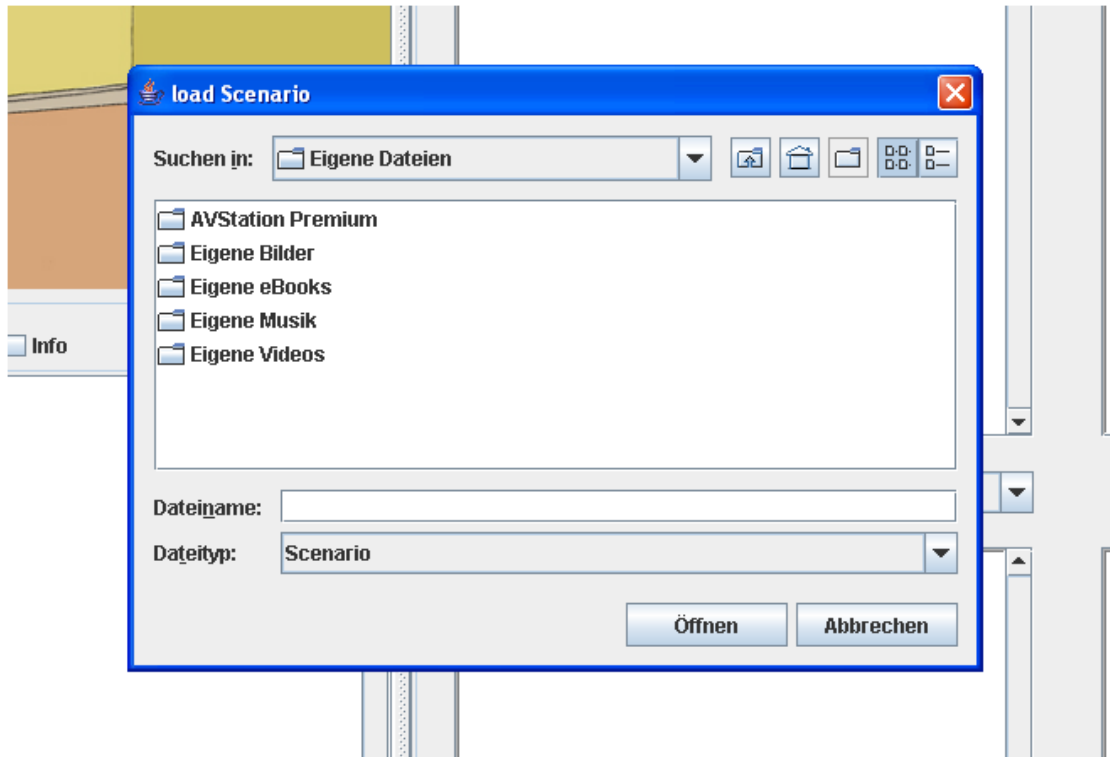 load Scenario
Suchen in: Eigene Dateien
AVStation Premium
Eigene Bilder
Eigene eBooks
Eigene Musik
Eigene Videos
Info
Dateiname:
Dateityp: Scenario
Öffnen Abbrechen